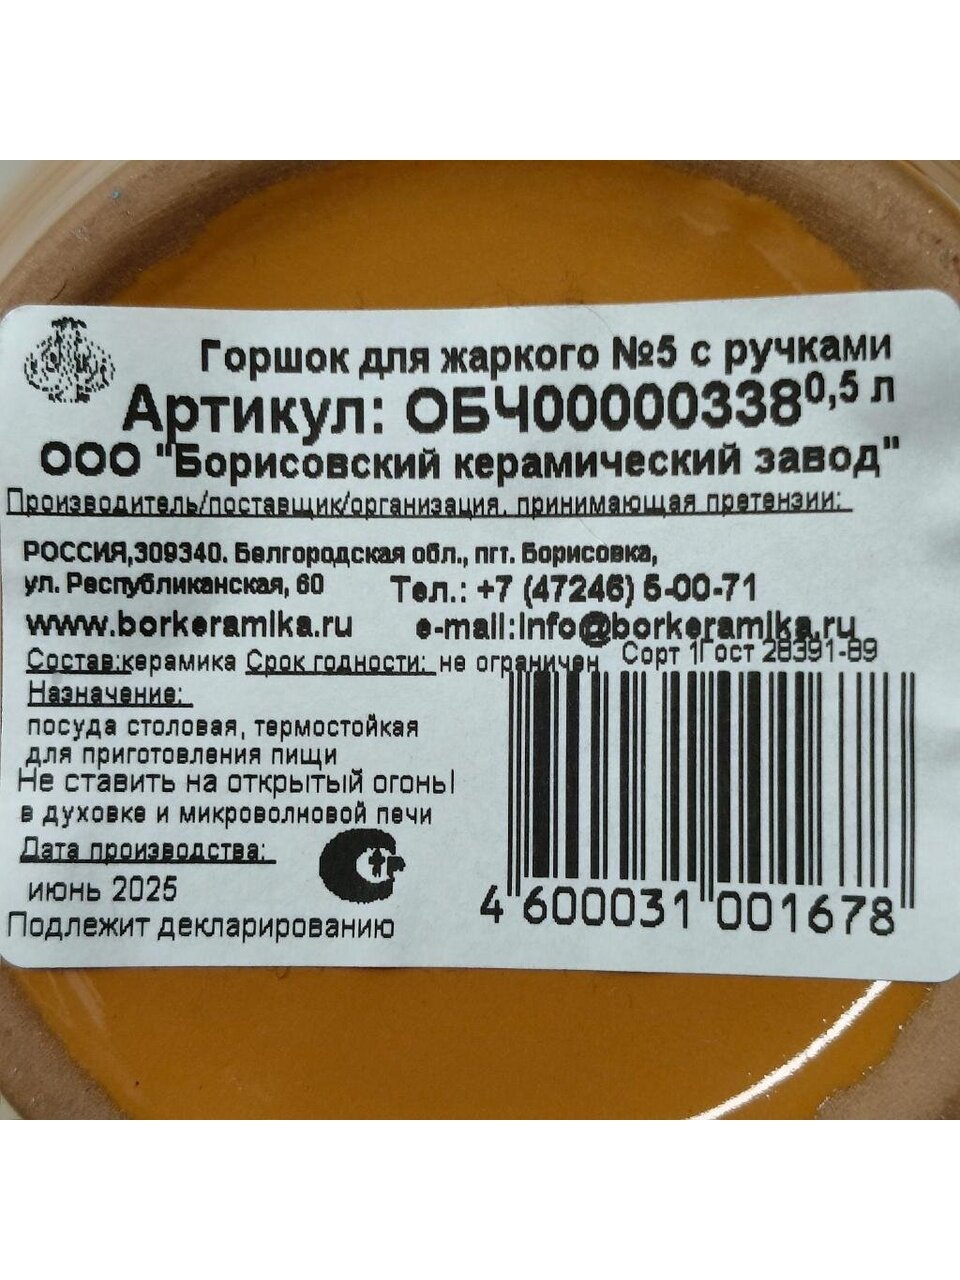 Горшок для жаркого №5 с ручками
Артикул: ОБЧ00000338 0,5 л
ООО "Борисовский керамический завод"
Производитель/поставщик/организация, принимающая претензии:
РОССИЯ,309340. Белгородская обл., пгт. Борисовка,
ул. Республиканская, 60 Тел.: +7 (47246) 5-00-71
www.borkeramika.ru e-mail:info@borkeramika.ru
Состав:керамика Срок годности: не ограничен Сорт 1Гост 28391-89
Назначение:
посуда столовая, термостойкая
для приготовления пищи
Не ставить на открытый огонь!
в духовке и микроволновой печи
Дата производства:
июнь 2025
Подлежит декларированию
4 600031 001678